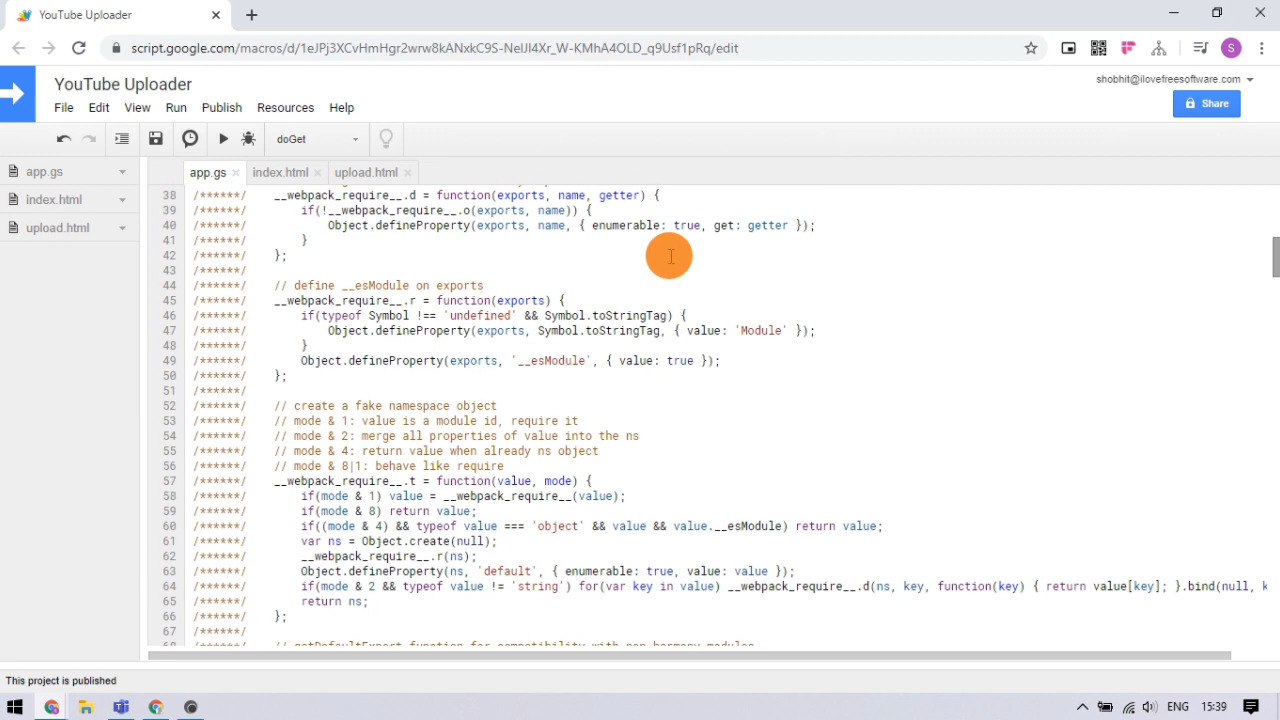 YouTube Uploader
script.google.com/macros/d/1eJPj3XCvHmHgr2wrw8kANxkC9S-NeIJI4Xr_W-KMhA4OLD_q9Usf1pRq/edit
S
YouTube Uploader
shobhit@ilovefreesoftware.com
File Edit View Run Publish Resources Help
Share
doGet
app.gs
index.html
upload.html
app.gs index.html upload.html
38 /******/ __webpack_require__.d = function(exports, name, getter) {
39 /******/ if(!__webpack_require__.o(exports, name)) {
40 /******/ Object.defineProperty(exports, name, { enumerable: true, get: getter });
41 /******/ }
42 /******/ };
43 /******/
44 /******/ // define __esModule on exports
45 /******/ __webpack_require__.r = function(exports) {
46 /******/ if(typeof Symbol !== 'undefined' && Symbol.toStringTag) {
47 /******/ Object.defineProperty(exports, Symbol.toStringTag, { value: 'Module' });
48 /******/ }
49 /******/ Object.defineProperty(exports, '__esModule', { value: true });
50 /******/ };
51 /******/
52 /******/ // create a fake namespace object
53 /******/ // mode & 1: value is a module id, require it
54 /******/ // mode & 2: merge all properties of value into the ns
55 /******/ // mode & 4: return value when already ns object
56 /******/ // mode & 8|1: behave like require
57 /******/ __webpack_require__.t = function(value, mode) {
58 /******/ if(mode & 1) value = __webpack_require__(value);
59 /******/ if(mode & 8) return value;
60 /******/ if((mode & 4) && typeof value === 'object' && value && value.__esModule) return value;
61 /******/ var ns = Object.create(null);
62 /******/ __webpack_require__.r(ns);
63 /******/ Object.defineProperty(ns, 'default', { enumerable: true, value: value });
64 /******/ if(mode & 2 && typeof value != 'string') for(var key in value) __webpack_require__.d(ns, key, function(key) { return value[key]; }.bind(null, k
65 /******/ return ns;
66 /******/ };
67 /******/
68 /******/ // getDefaultExport function for compatibility with non-harmony modules
This project is published
ENG 15:39